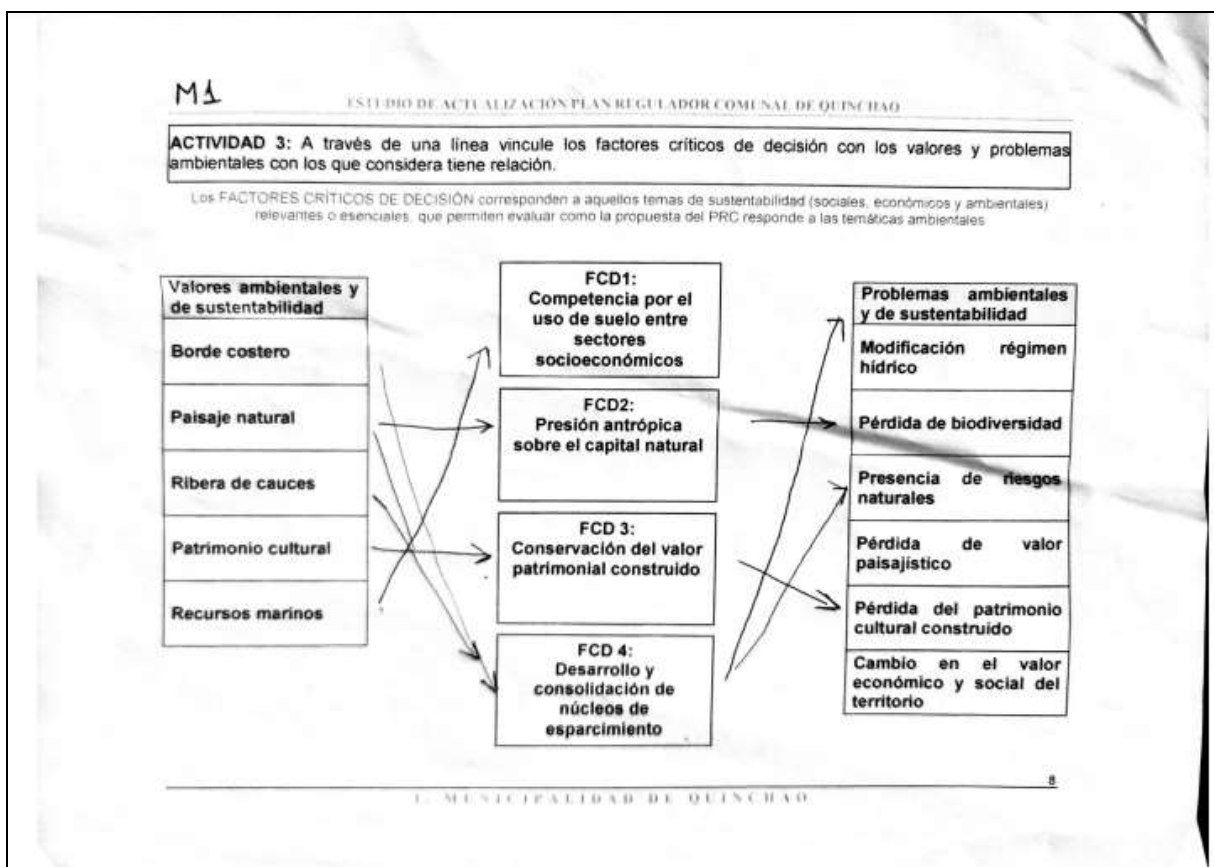 M1
ESTUDIO DE ACTUALIZACIÓN PLAN REGULADOR COMUNAL DE QUINCHAO
ACTIVIDAD 3: A través de una línea vincule los factores críticos de decisión con los valores y problemas
ambientales con los que considera tiene relación.
Los FACTORES CRÍTICOS DE DECISIÓN corresponden a aquellos temas de sustentabilidad (sociales, económicos y ambientales)
relevantes o esenciales, que permiten evaluar como la propuesta del PRC responde a las temáticas ambientales
Valores ambientales y
de sustentabilidad
Borde costero
Paisaje natural
Ribera de cauces
Patrimonio cultural
Recursos marinos
FCD1:
Competencia por el
uso de suelo entre
sectores
socioeconómicos
FCD2:
Presión antrópica
sobre el capital natural
FCD 3:
Conservación del valor
patrimonial construido
FCD 4:
Desarrollo y
consolidación de
núcleos de
esparcimiento
Problemas ambientales
y de sustentabilidad
Modificación régimen
hídrico
Pérdida de biodiversidad
Presencia de riesgos
naturales
Pérdida de valor
paisajístico
Pérdida del patrimonio
cultural construido
Cambio en el valor
económico y social del
territorio
8
I. MUNICIPALIDAD DE QUINCHAO